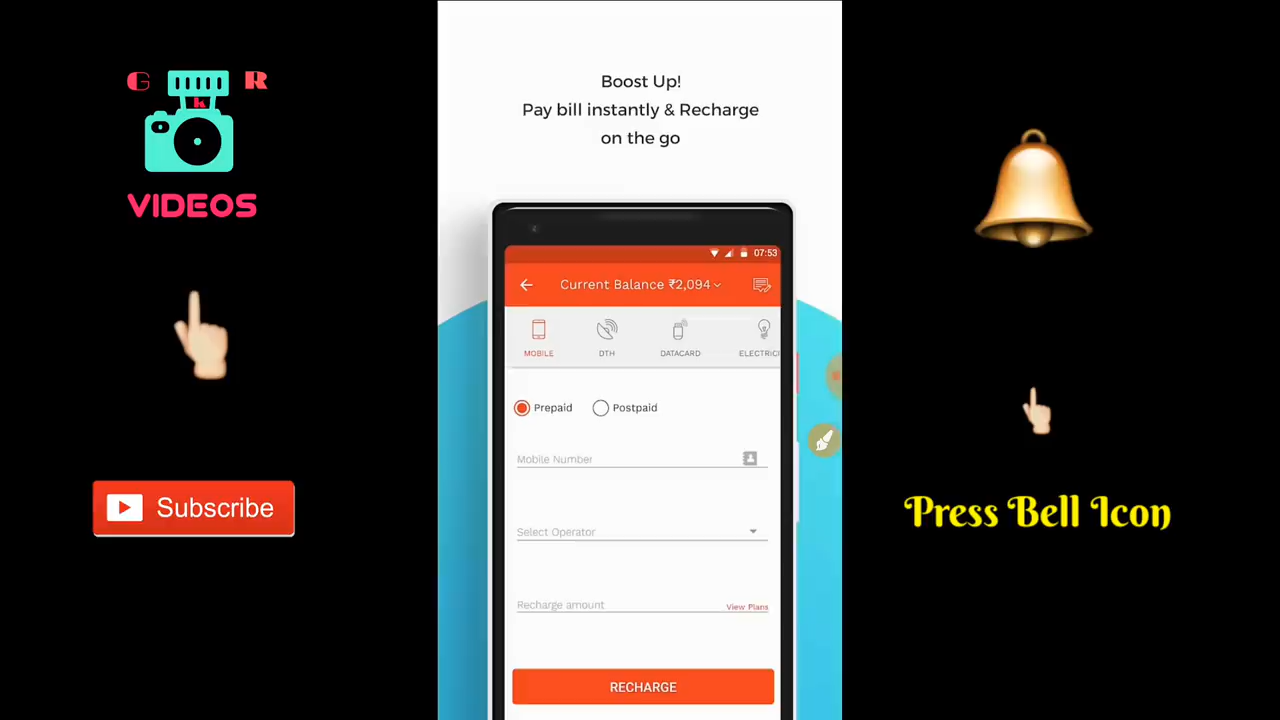 G R
k
VIDEOS
Subscribe
Boost Up!
Pay bill instantly & Recharge
on the go
07:53
Current Balance ₹2,094
MOBILE DTH DATACARD ELECTRICI
Prepaid Postpaid
Mobile Number
Select Operator
Recharge amount View Plans
RECHARGE
Press Bell Icon